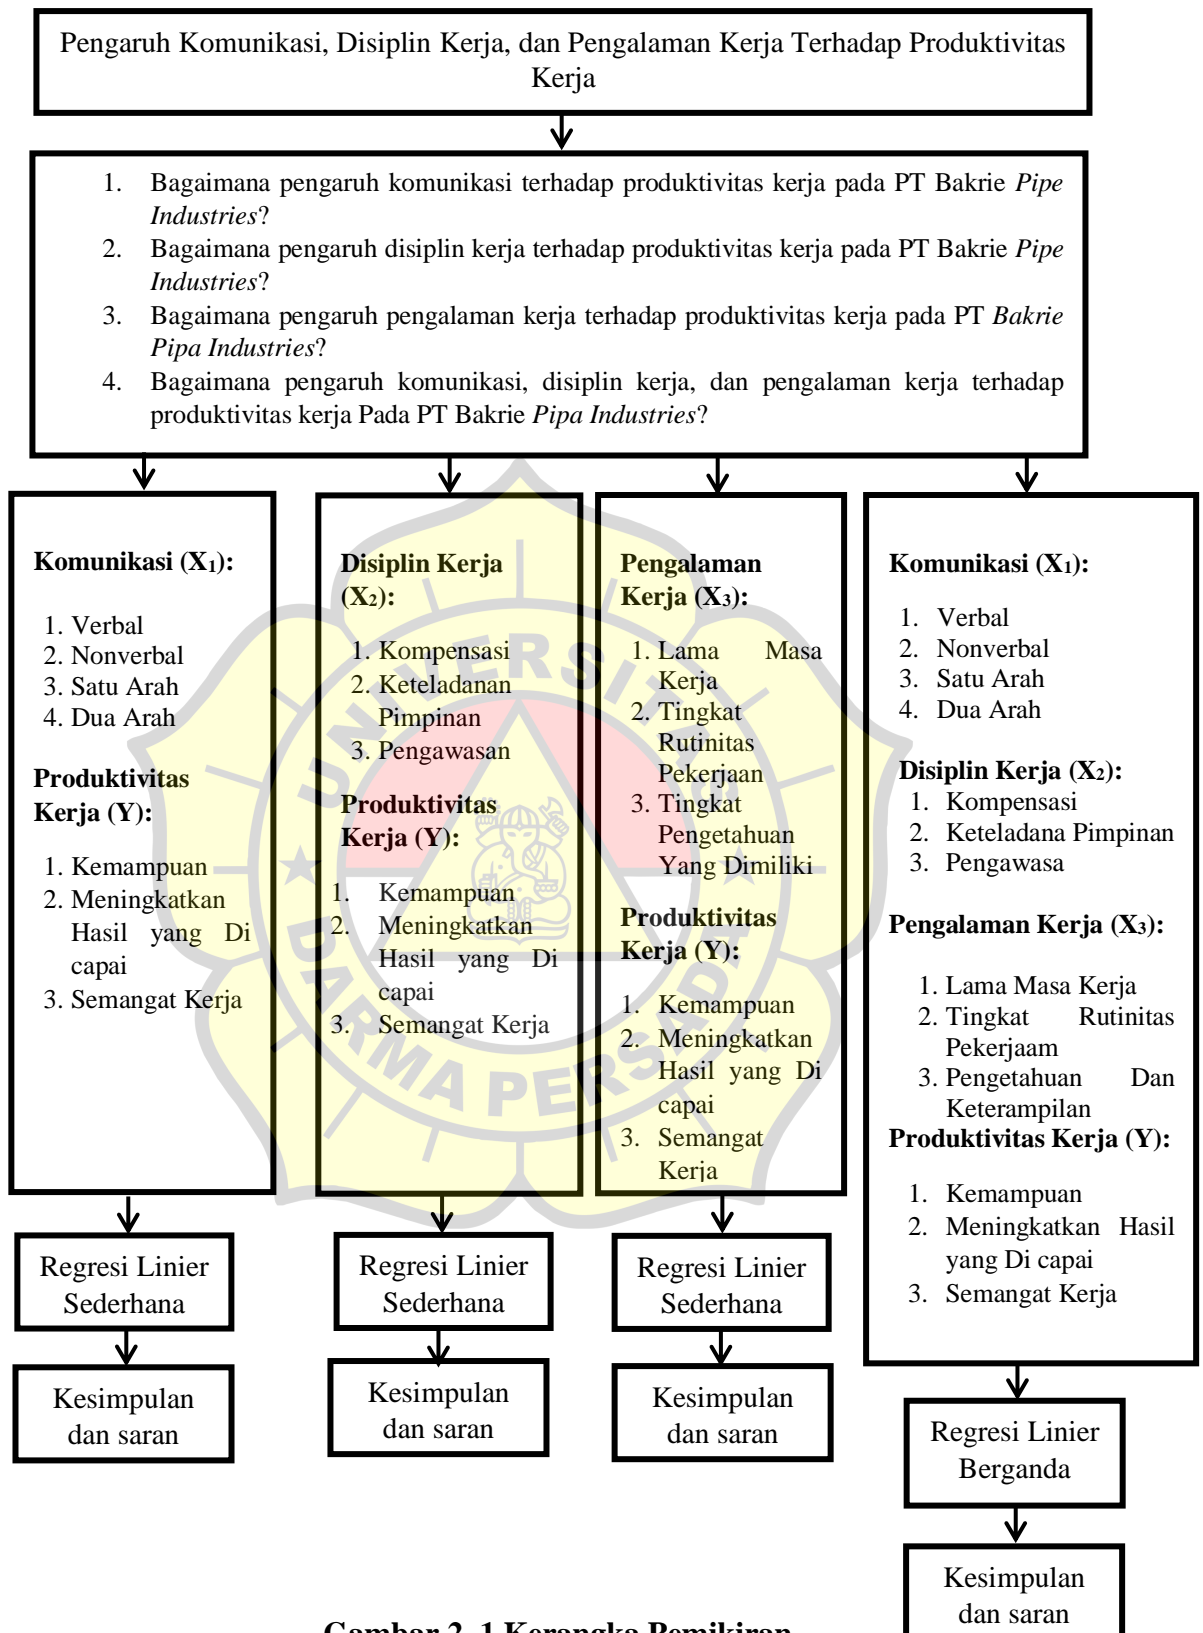 Pengaruh Komunikasi, Disiplin Kerja, dan Pengalaman Kerja Terhadap Produktivitas
Kerja
1. Bagaimana pengaruh komunikasi terhadap produktivitas kerja pada PT Bakrie Pipe
Industries?
2. Bagaimana pengaruh disiplin kerja terhadap produktivitas kerja pada PT Bakrie Pipe
Industries?
3. Bagaimana pengaruh pengalaman kerja terhadap produktivitas kerja pada PT Bakrie
Pipa Industries?
4. Bagaimana pengaruh komunikasi, disiplin kerja, dan pengalaman kerja terhadap
produktivitas kerja Pada PT Bakrie Pipa Industries?
Komunikasi (X1):
1. Verbal
2. Nonverbal
3. Satu Arah
4. Dua Arah
Produktivitas
Kerja (Y):
1. Kemampuan
2. Meningkatkan
Hasil yang Di
capai
3. Semangat Kerja
Regresi Linier
Sederhana
Kesimpulan
dan saran
Disiplin Kerja
(X2):
1. Kompensasi
2. Keteladanan
Pimpinan
3. Pengawasan
Produktivitas
Kerja (Y):
1. Kemampuan
2. Meningkatkan
Hasil yang Di
capai
3. Semangat Kerja
Regresi Linier
Sederhana
Kesimpulan
dan saran
Pengalaman
Kerja (X3):
1. Lama Masa
Kerja
2. Tingkat
Rutinitas
Pekerjaan
3. Tingkat
Pengetahuan
Yang Dimiliki
Produktivitas
Kerja (Y):
1. Kemampuan
2. Meningkatkan
Hasil yang Di
capai
3. Semangat
Kerja
Regresi Linier
Sederhana
Kesimpulan
dan saran
Komunikasi (X1):
1. Verbal
2. Nonverbal
3. Satu Arah
4. Dua Arah
Disiplin Kerja (X2):
1. Kompensasi
2. Keteladana Pimpinan
3. Pengawasa
Pengalaman Kerja (X3):
1. Lama Masa Kerja
2. Tingkat Rutinitas
Pekerjaam
3. Pengetahuan Dan
Keterampilan
Produktivitas Kerja (Y):
1. Kemampuan
2. Meningkatkan Hasil
yang Di capai
3. Semangat Kerja
Regresi Linier
Berganda
Kesimpulan
dan saran
UNIVERSITAS
DARMA PERSADA
Gambar 2. 1 Kerangka Pemikiran